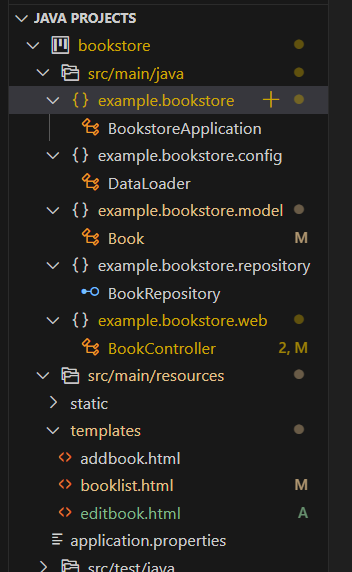 JAVA PROJECTS
bookstore
src/main/java
{} example.bookstore
BookstoreApplication
{} example.bookstore.config
DataLoader
{} example.bookstore.model
Book M
{} example.bookstore.repository
BookRepository
{} example.bookstore.web
BookController 2, M
src/main/resources
static
templates
<> addbook.html
<> booklist.html M
<> editbook.html A
application.properties
src/test/java